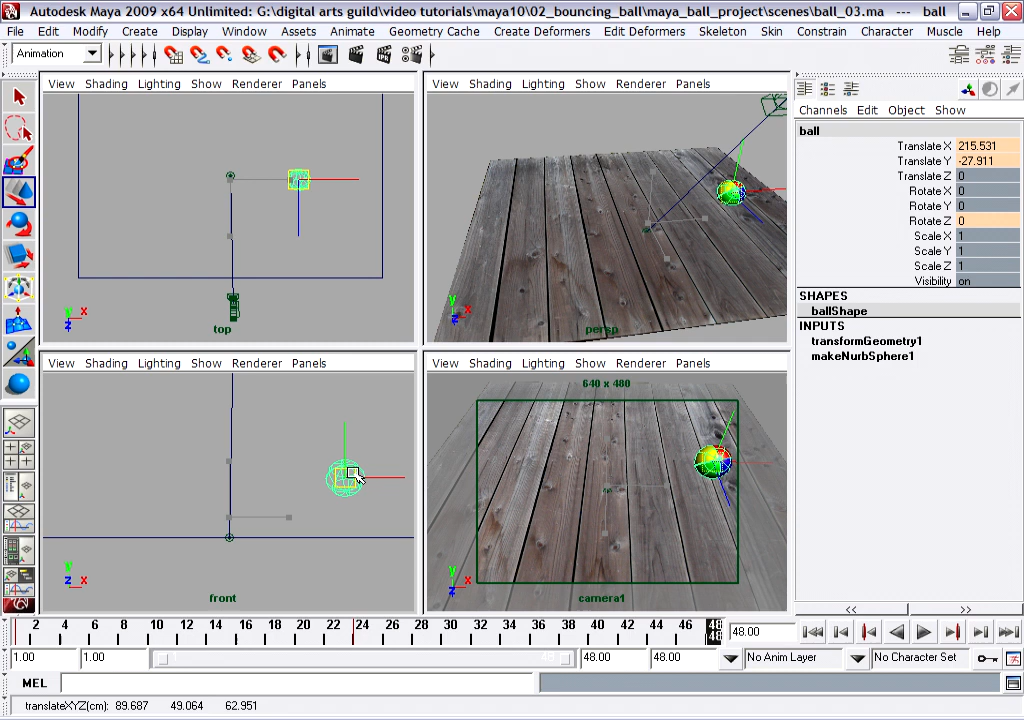 Autodesk Maya 2009 x64 Unlimited: G:\digital arts guild\video tutorials\maya10\02_bouncing_ball\maya_ball_project\scenes\ball_03.ma --- ball
File Edit Modify Create Display Window Assets Animate Geometry Cache Create Deformers Edit Deformers Skeleton Skin Constrain Character Muscle Help
Animation
View Shading Lighting Show Renderer Panels
View Shading Lighting Show Renderer Panels
Channels Edit Object Show
ball
Translate X 215.531
Translate Y -27.911
Translate Z 0
Rotate X 0
Rotate Y 0
Rotate Z 0
Scale X 1
Scale Y 1
Scale Z 1
Visibility on
SHAPES
ballShape
INPUTS
transformGeometry1
makeNurbSphere1
y x z
top
y x z
persp
View Shading Lighting Show Renderer Panels
View Shading Lighting Show Renderer Panels
640 x 480
y z x
front
y z x
camera1
<< >>
2 4 6 8 10 12 14 16 18 20 22 24 26 28 30 32 34 36 38 40 42 44 46 48
48
48.00
1.00 1.00 1 48 48.00 48.00 No Anim Layer No Character Set
MEL
translateXYZ(cm): 89.687 49.064 62.951